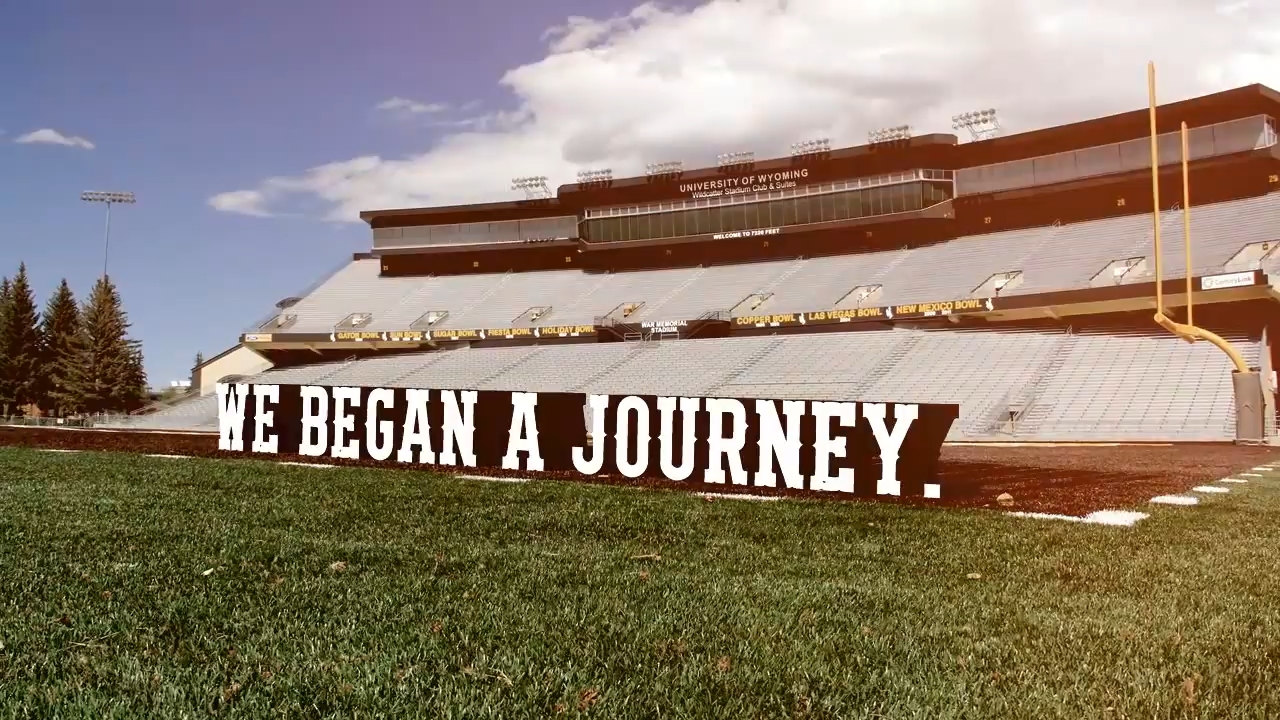 UNIVERSITY OF WYOMING
Wildcatter Stadium Club & Suites
WELCOME TO 7220 FEET
GATOR BOWL SUN BOWL SUGAR BOWL FIESTA BOWL HOLIDAY BOWL
WAR MEMORIAL
STADIUM
COPPER BOWL LAS VEGAS BOWL NEW MEXICO BOWL
CenturyLink
WE BEGAN A JOURNEY.